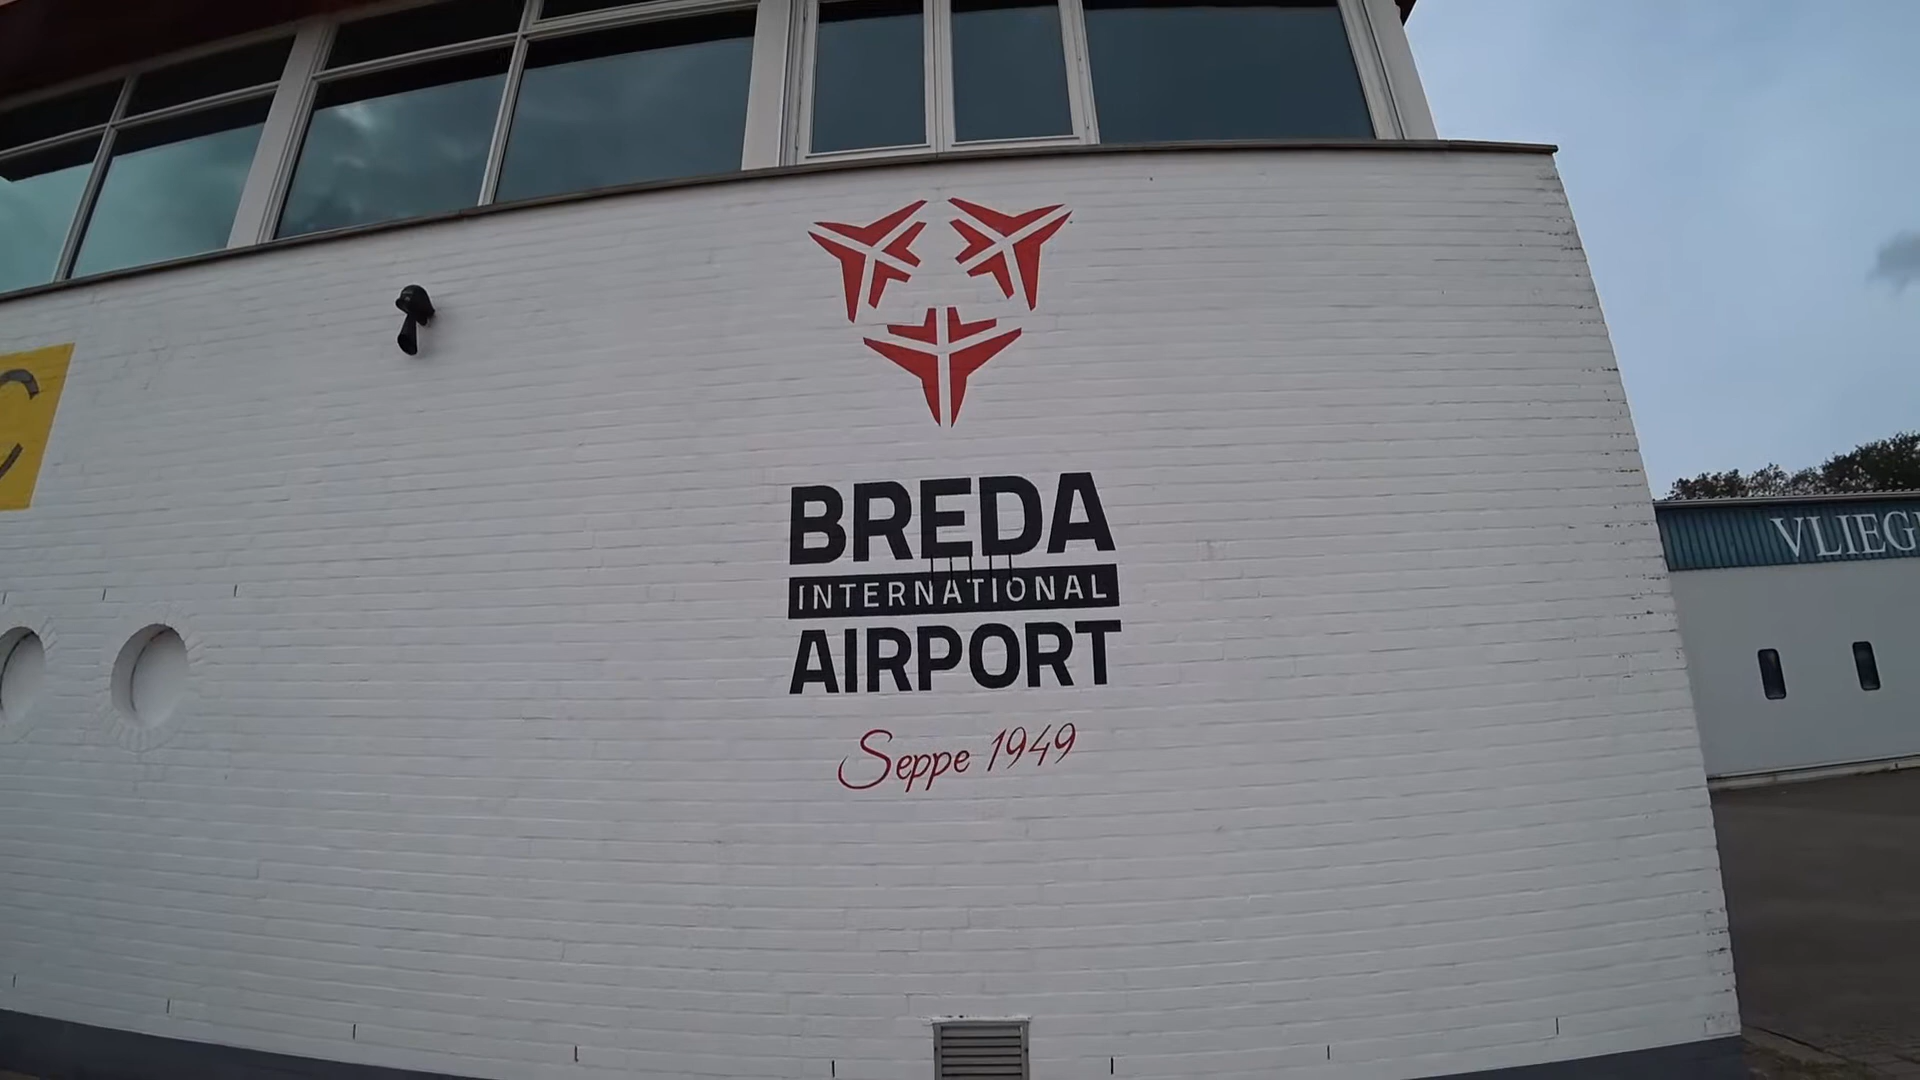 BREDA
INTERNATIONAL
AIRPORT
Seppe 1949
C